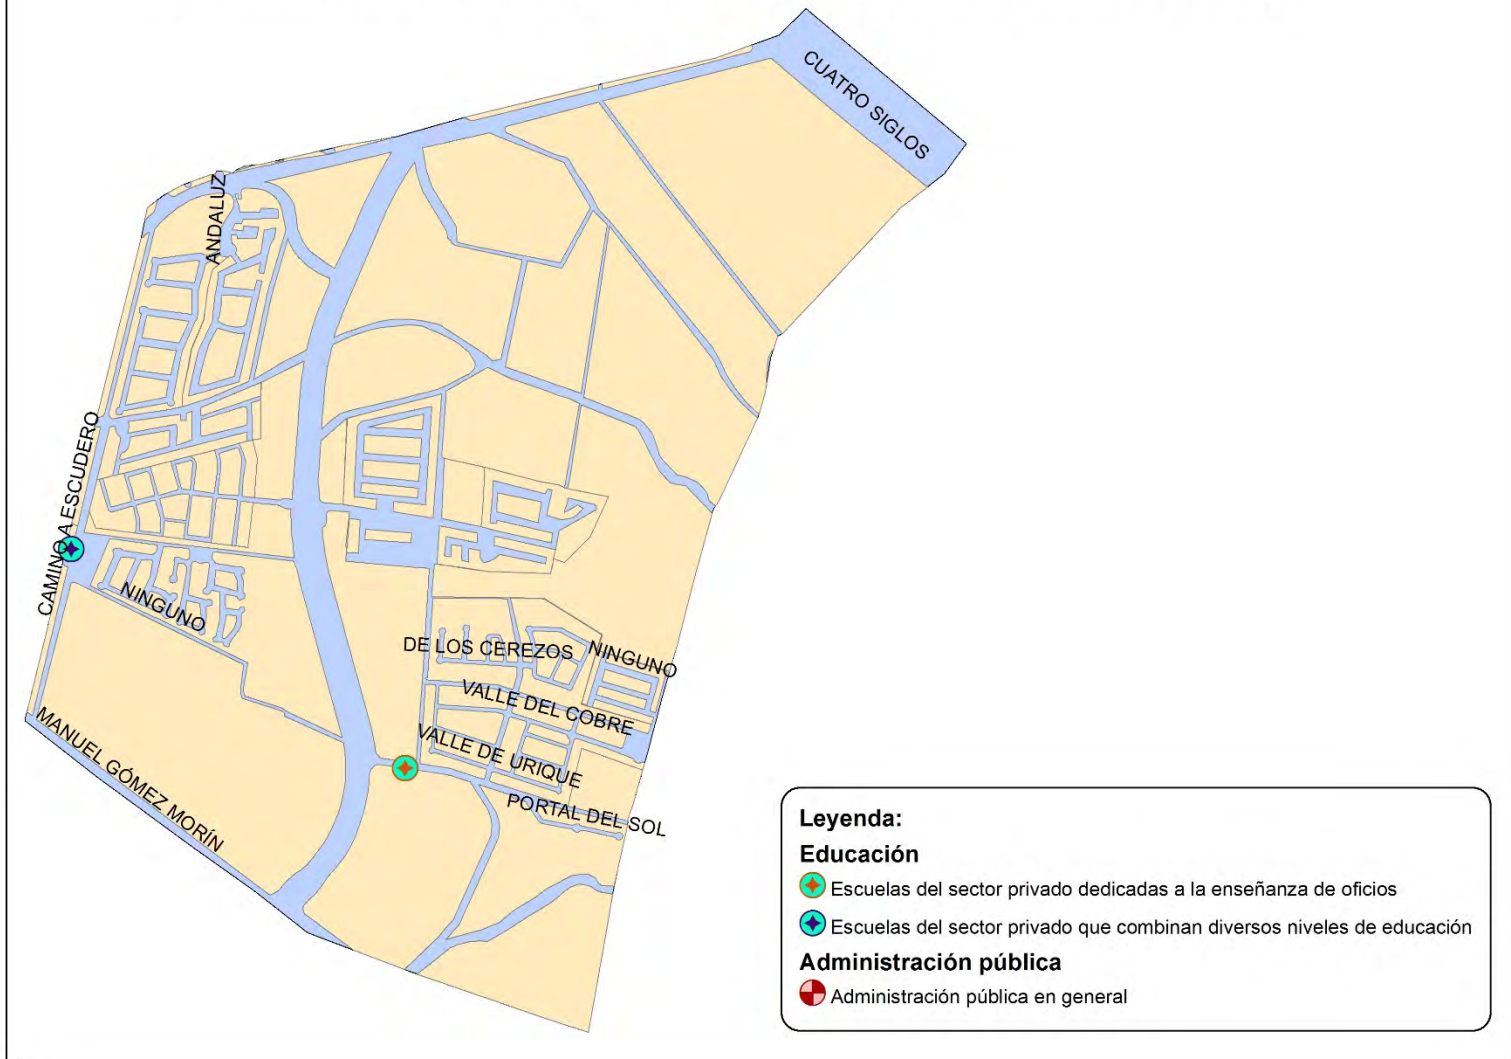 CUATRO SIGLOS
ANDALUZ
CAMINO A ESCUDERO
NINGUNO
DE LOS CEREZOS
NINGUNO
VALLE DEL COBRE
VALLE DE URIQUE
MANUEL GÓMEZ MORÍN
PORTAL DEL SOL
Leyenda:
Educación
Escuelas del sector privado dedicadas a la enseñanza de oficios
Escuelas del sector privado que combinan diversos niveles de educación
Administración pública
Administración pública en general